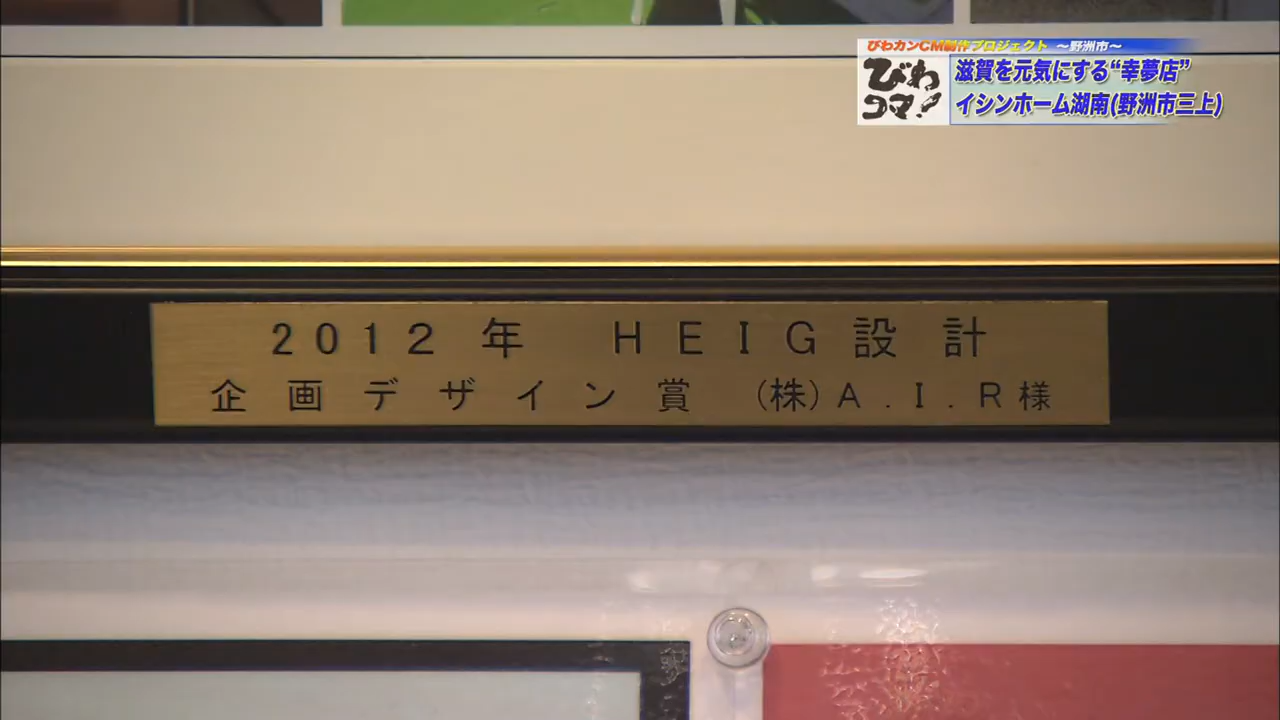 びわカンCM制作プロジェクト ～野洲市～
びわコマ!
滋賀を元気にする“幸夢店”
イシンホーム湖南(野洲市三上)
2012年 HEIG設計
企画デザイン賞 (株)A.I.R様